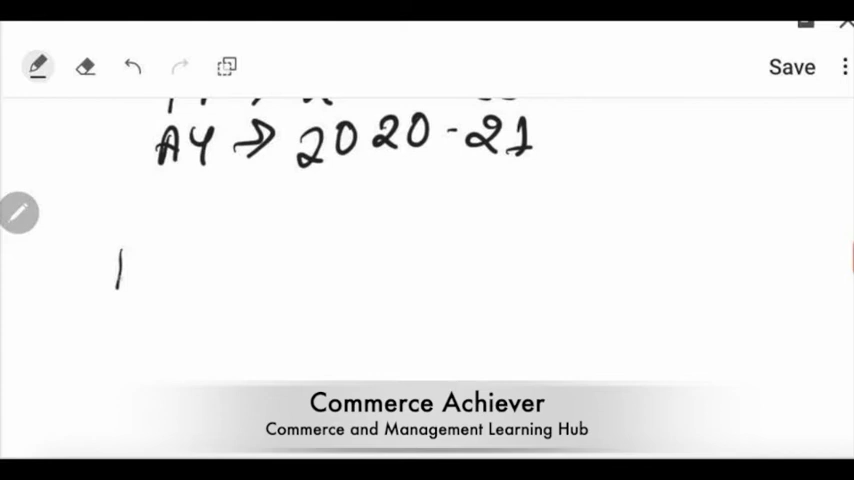 Save
AY → 2020-21
Commerce Achiever
Commerce and Management Learning Hub